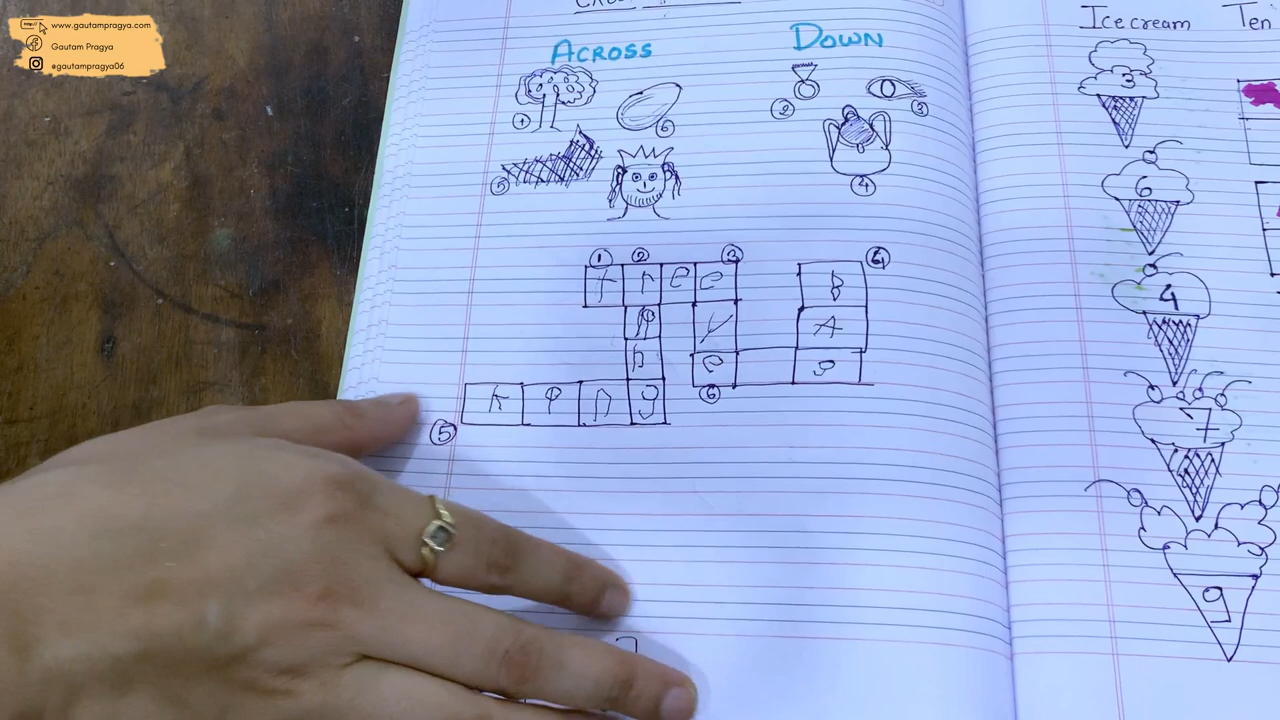 www.gautampragya.com
Gautam Pragya
@gautampragya06
ACROSS
DOWN
Icecream
Ten
1
6
2
3
5
4
3
6
4
7
9
1 2 3 4
t r e e B
y A
n e g
6
k n g
5